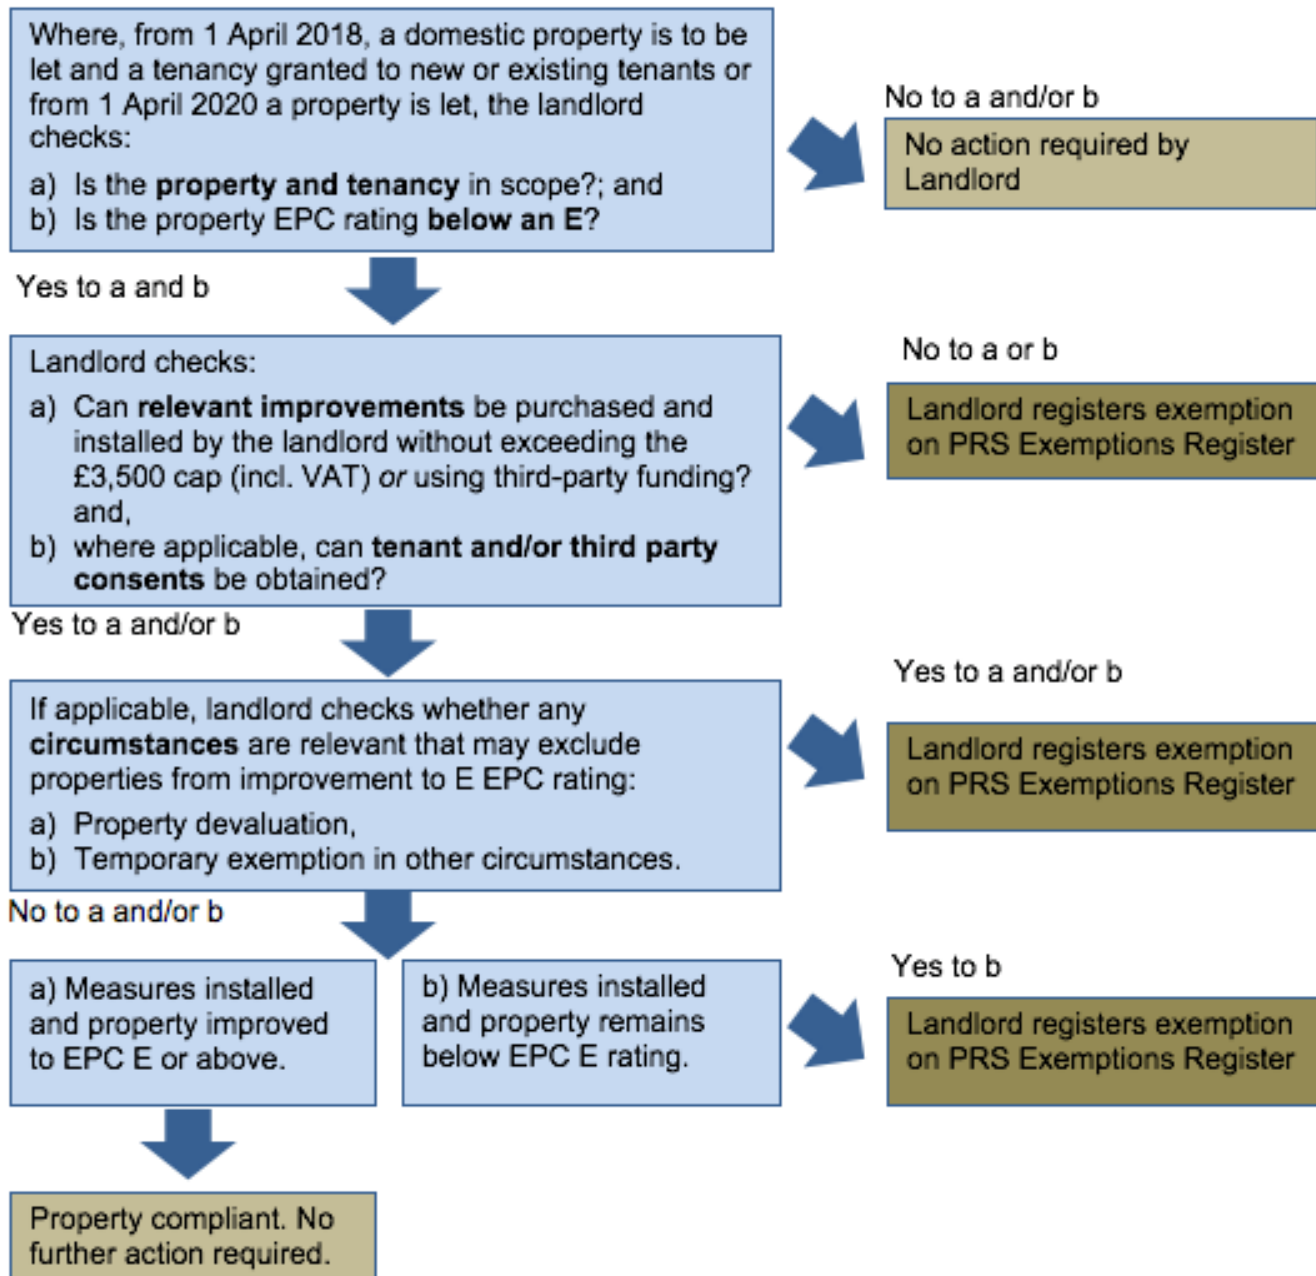 Where, from 1 April 2018, a domestic property is to be
let and a tenancy granted to new or existing tenants or
from 1 April 2020 a property is let, the landlord
checks:
a) Is the property and tenancy in scope?; and
b) Is the property EPC rating below an E?
No to a and/or b
No action required by
Landlord
Yes to a and b
Landlord checks:
a) Can relevant improvements be purchased and
installed by the landlord without exceeding the
£3,500 cap (incl. VAT) or using third-party funding?
and,
b) where applicable, can tenant and/or third party
consents be obtained?
No to a or b
Landlord registers exemption
on PRS Exemptions Register
Yes to a and/or b
If applicable, landlord checks whether any
circumstances are relevant that may exclude
properties from improvement to E EPC rating:
a) Property devaluation,
b) Temporary exemption in other circumstances.
Yes to a and/or b
Landlord registers exemption
on PRS Exemptions Register
No to a and/or b
a) Measures installed
and property improved
to EPC E or above.
b) Measures installed
and property remains
below EPC E rating.
Yes to b
Landlord registers exemption
on PRS Exemptions Register
Property compliant. No
further action required.